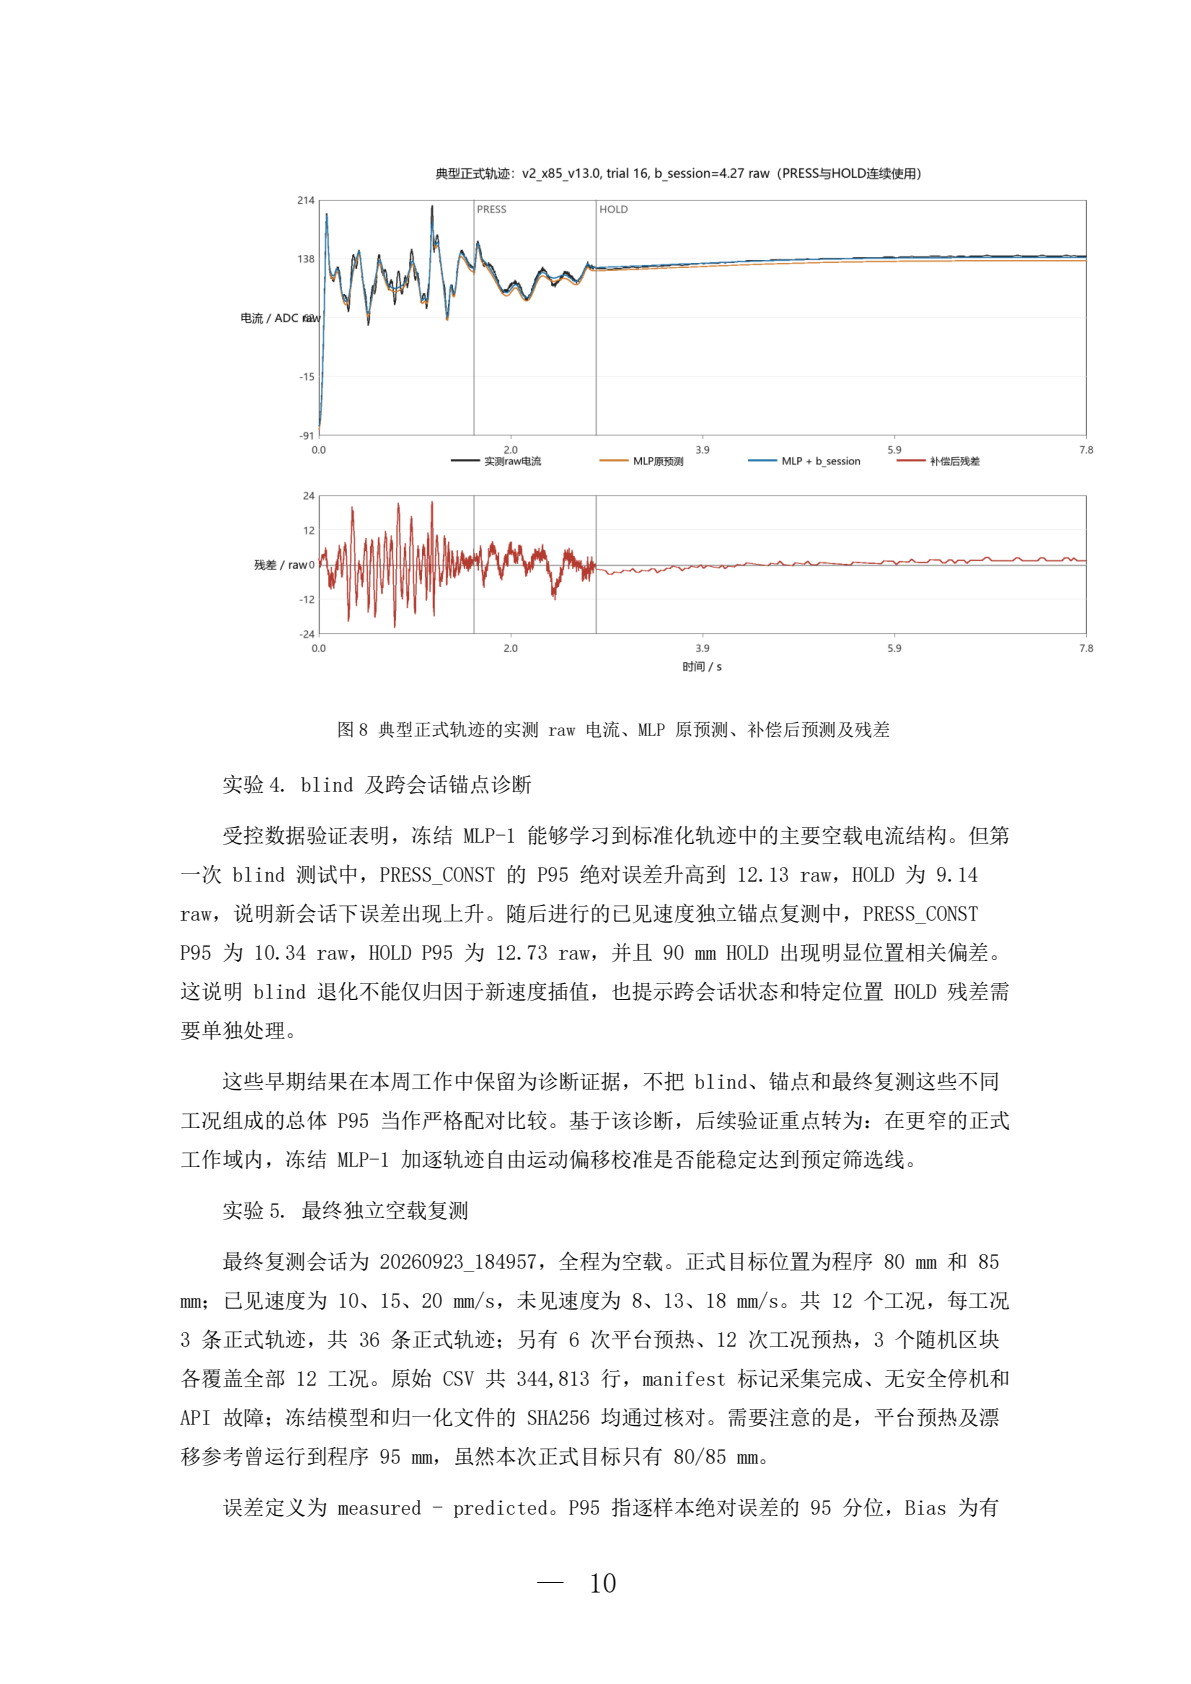 典型正式轨迹：v2_x85_v13.0, trial 16, b_session=4.27 raw（PRESS与HOLD连续使用）
214
PRESS
HOLD
138
电流 / ADC raw
-15
-91
0.0
2.0
3.9
5.9
7.8
实测raw电流
MLP原预测
MLP + b_session
补偿后残差
24
12
残差 / raw
0
-12
-24
0.0
2.0
3.9
5.9
7.8
时间 / s
图 8 典型正式轨迹的实测 raw 电流、MLP 原预测、补偿后预测及残差
实验 4. blind 及跨会话锚点诊断
受控数据验证表明，冻结 MLP-1 能够学习到标准化轨迹中的主要空载电流结构。但第
一次 blind 测试中，PRESS_CONST 的 P95 绝对误差升高到 12.13 raw，HOLD 为 9.14
raw，说明新会话下误差出现上升。随后进行的已见速度独立锚点复测中，PRESS_CONST
P95 为 10.34 raw，HOLD P95 为 12.73 raw，并且 90 mm HOLD 出现明显位置相关偏差。
这说明 blind 退化不能仅归因于新速度插值，也提示跨会话状态和特定位置 HOLD 残差需
要单独处理。
这些早期结果在本周工作中保留为诊断证据，不把 blind、锚点和最终复测这些不同
工况组成的总体 P95 当作严格配对比较。基于该诊断，后续验证重点转为：在更窄的正式
工作域内，冻结 MLP-1 加逐轨迹自由运动偏移校准是否能稳定达到预定筛选线。
实验 5. 最终独立空载复测
最终复测会话为 20260923_184957，全程为空载。正式目标位置为程序 80 mm 和 85
mm；已见速度为 10、15、20 mm/s，未见速度为 8、13、18 mm/s。共 12 个工况，每工况
3 条正式轨迹，共 36 条正式轨迹；另有 6 次平台预热、12 次工况预热，3 个随机区块
各覆盖全部 12 工况。原始 CSV 共 344,813 行，manifest 标记采集完成、无安全停机和
API 故障；冻结模型和归一化文件的 SHA256 均通过核对。需要注意的是，平台预热及漂
移参考曾运行到程序 95 mm，虽然本次正式目标只有 80/85 mm。
误差定义为 measured - predicted。P95 指逐样本绝对误差的 95 分位，Bias 为有
— 10